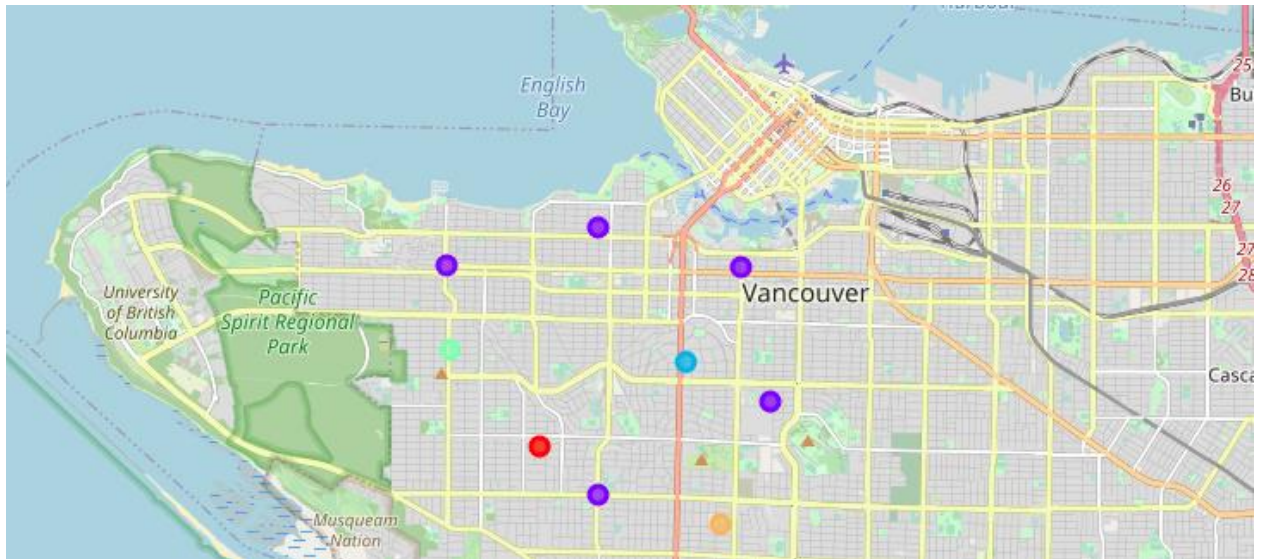 English
Bay
25
Bu
26
27
27
28
University
of British
Columbia
Pacific
Spirit Regional
Park
Vancouver
Casca
Musqueam
Nation